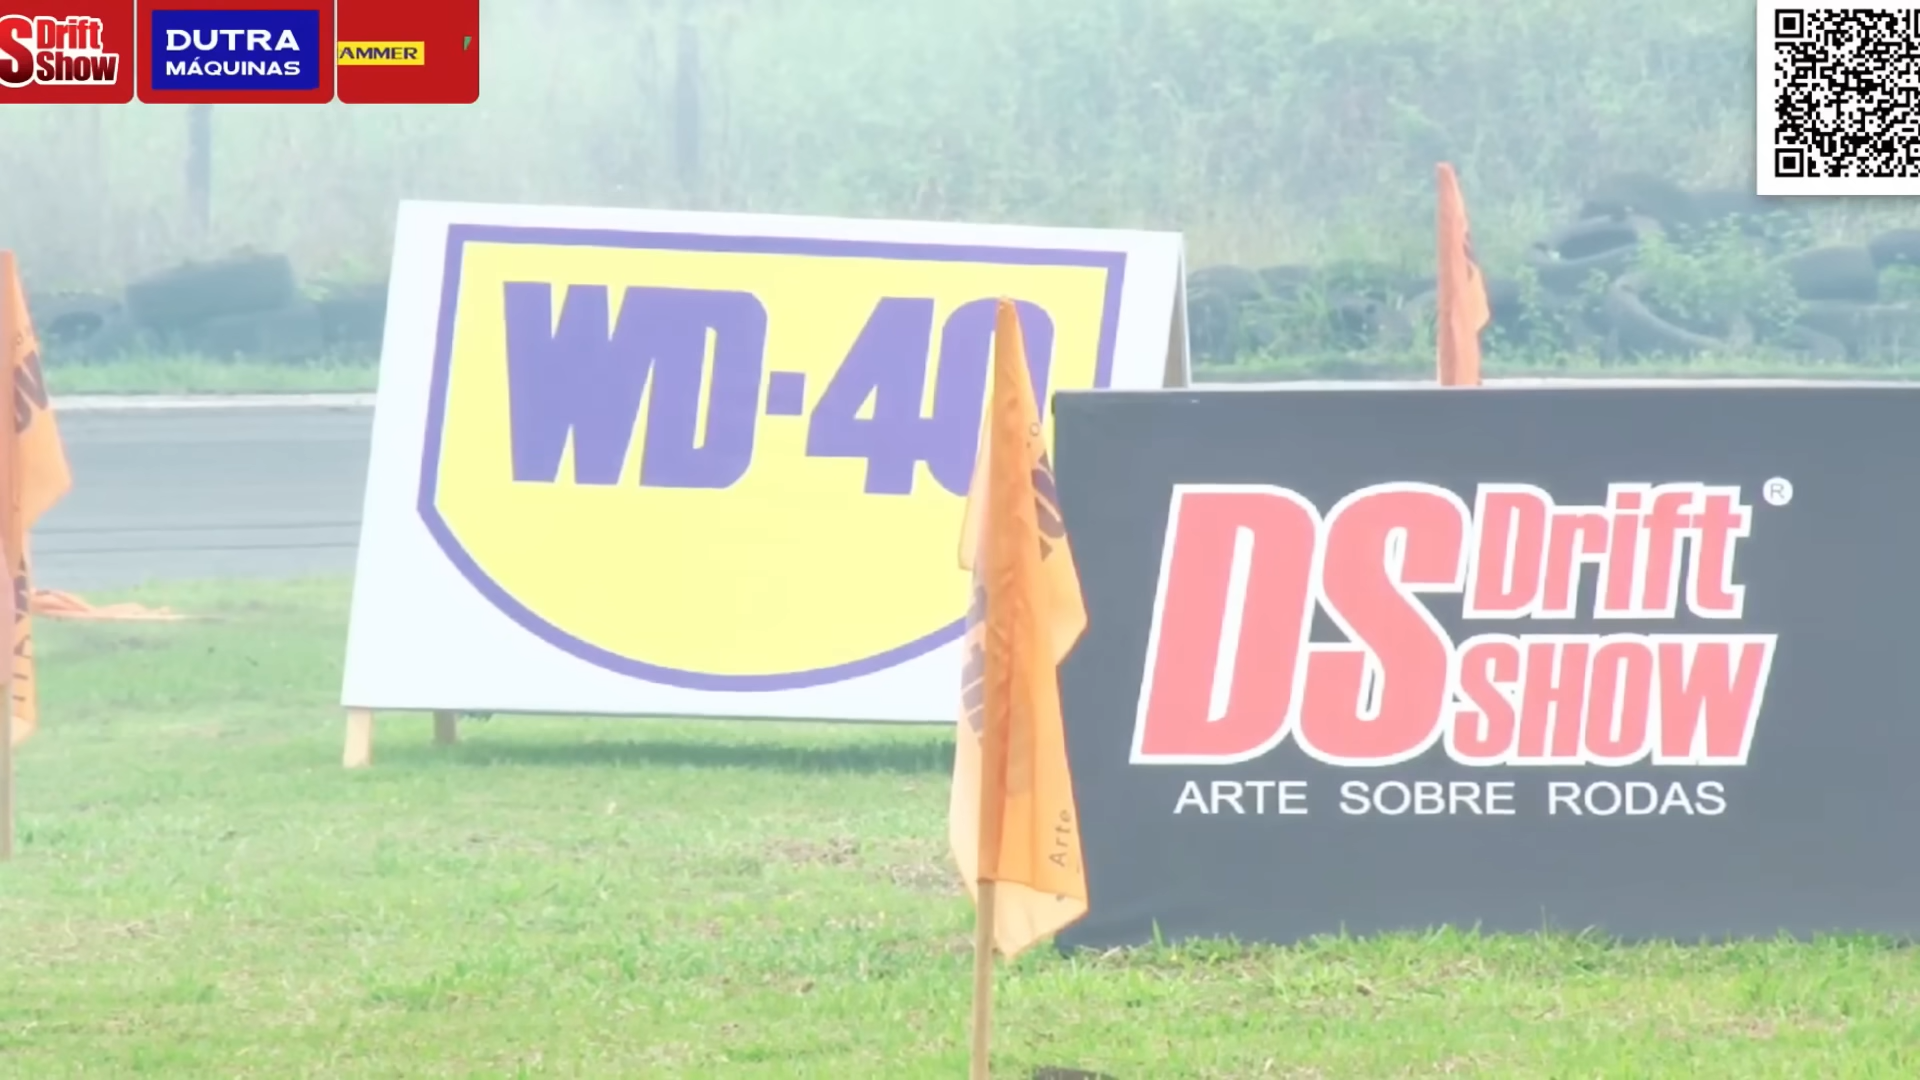 S Drift
Show
DUTRA
MÁQUINAS
AMMER
WD-40
DS Drift
SHOW
®
ARTE SOBRE RODAS
Arte